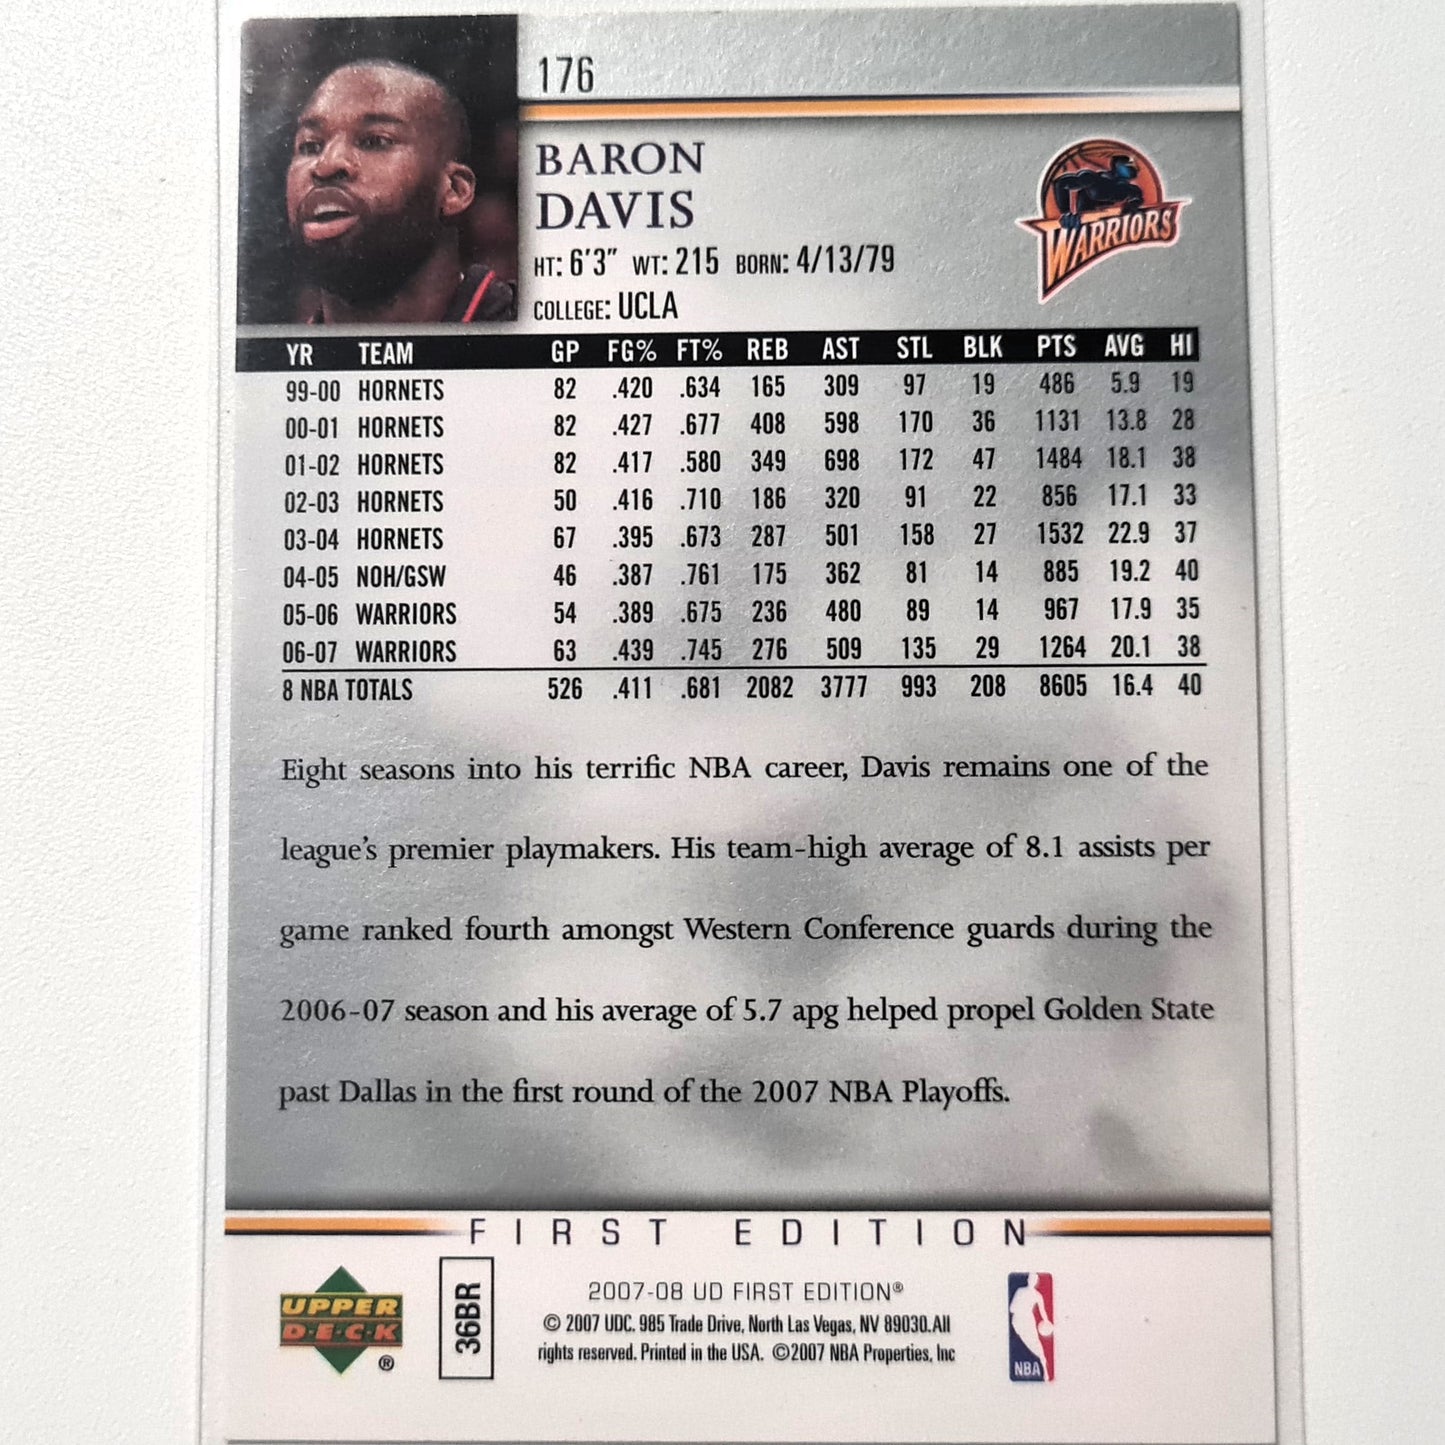 176
BARON
DAVIS
WARRIORS
HT: 6'3" WT: 215 BORN: 4/13/79
COLLEGE: UCLA
YR TEAM GP FG% FT% REB AST STL BLK PTS AVG HI
99-00 HORNETS 82 .420 .634 165 309 97 19 486 5.9 19
00-01 HORNETS 82 .427 .677 408 598 170 36 1131 13.8 28
01-02 HORNETS 82 .417 .580 349 698 172 47 1484 18.1 38
02-03 HORNETS 50 .416 .710 186 320 91 22 856 17.1 33
03-04 HORNETS 67 .395 .673 287 501 158 27 1532 22.9 37
04-05 NOH/GSW 46 .387 .761 175 362 81 14 885 19.2 40
05-06 WARRIORS 54 .389 .675 236 480 89 14 967 17.9 35
06-07 WARRIORS 63 .439 .745 276 509 135 29 1264 20.1 38
8 NBA TOTALS 526 .411 .681 2082 3777 993 208 8605 16.4 40
Eight seasons into his terrific NBA career, Davis remains one of the
league's premier playmakers. His team-high average of 8.1 assists per
game ranked fourth amongst Western Conference guards during the
2006-07 season and his average of 5.7 apg helped propel Golden State
past Dallas in the first round of the 2007 NBA Playoffs.
FIRST EDITION
UPPER
D·E·C·K
®
36BR
2007-08 UD FIRST EDITION®
© 2007 UDC. 985 Trade Drive, North Las Vegas, NV 89030. All
rights reserved. Printed in the USA. ©2007 NBA Properties, Inc
NBA